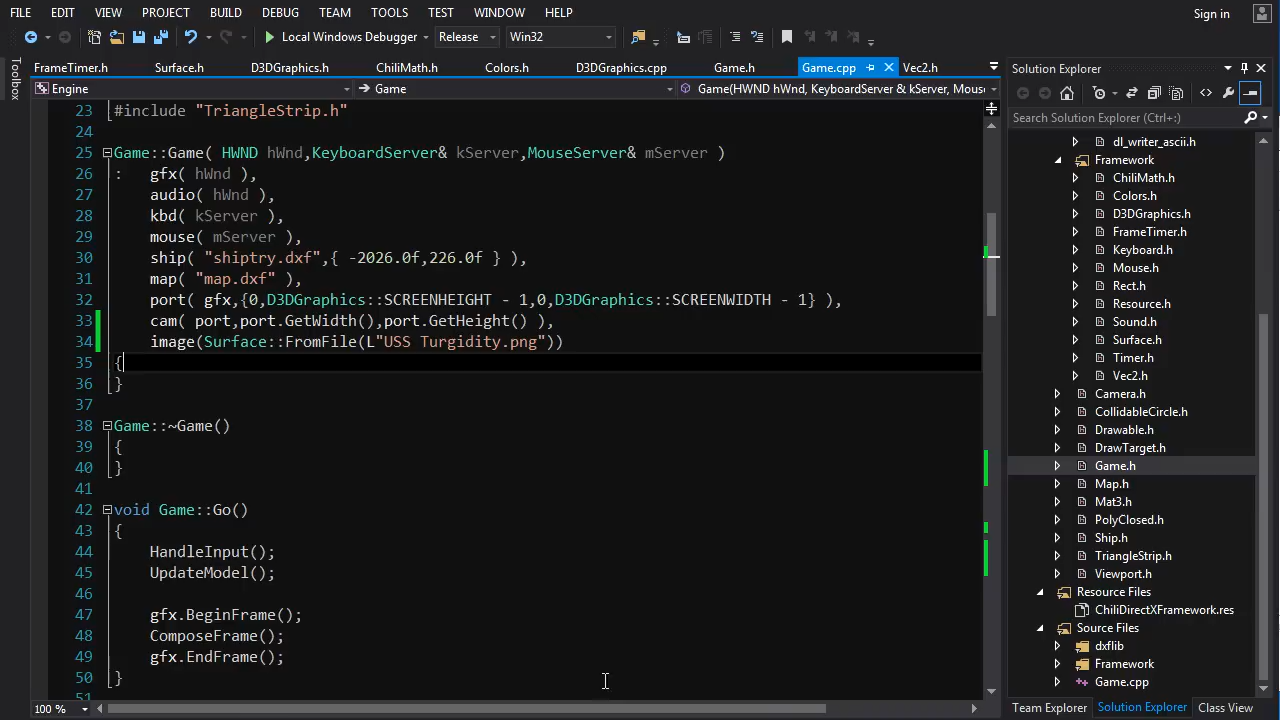 FILE EDIT VIEW PROJECT BUILD DEBUG TEAM TOOLS TEST WINDOW HELP Sign in
Local Windows Debugger Release Win32
Toolbox
FrameTimer.h Surface.h D3DGraphics.h ChiliMath.h Colors.h D3DGraphics.cpp Game.h Game.cpp Vec2.h
Engine Game Game(HWND hWnd, KeyboardServer & kServer, Mouse
23 #include "TriangleStrip.h"
24
25 Game::Game( HWND hWnd,KeyboardServer& kServer,MouseServer& mServer )
26 : gfx( hWnd ),
27 audio( hWnd ),
28 kbd( kServer ),
29 mouse( mServer ),
30 ship( "shiptry.dxf",{ -2026.0f,226.0f } ),
31 map( "map.dxf" ),
32 port( gfx,{0,D3DGraphics::SCREENHEIGHT - 1,0,D3DGraphics::SCREENWIDTH - 1} ),
33 cam( port,port.GetWidth(),port.GetHeight() ),
34 image(Surface::FromFile(L"USS Turgidity.png"))
35 {
36 }
37
38 Game::~Game()
39 {
40 }
41
42 void Game::Go()
43 {
44 HandleInput();
45 UpdateModel();
46
47 gfx.BeginFrame();
48 ComposeFrame();
49 gfx.EndFrame();
50 }
51
100 %
Solution Explorer
Search Solution Explorer (Ctrl+;)
dl_writer_ascii.h
Framework
ChiliMath.h
Colors.h
D3DGraphics.h
FrameTimer.h
Keyboard.h
Mouse.h
Rect.h
Resource.h
Sound.h
Surface.h
Timer.h
Vec2.h
Camera.h
CollidableCircle.h
Drawable.h
DrawTarget.h
Game.h
Map.h
Mat3.h
PolyClosed.h
Ship.h
TriangleStrip.h
Viewport.h
Resource Files
ChiliDirectXFramework.res
Source Files
dxflib
Framework
Game.cpp
Team Explorer Solution Explorer Class View